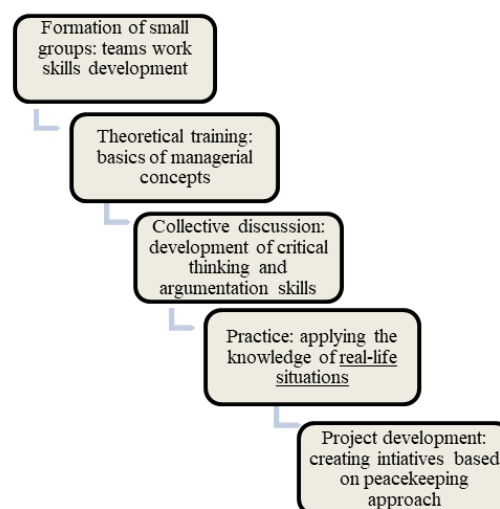 Formation of small
groups: teams work
skills development
Theoretical training:
basics of managerial
concepts
Collective discussion:
development of critical
thinking and
argumentation skills
Practice: applying the
knowledge of real-life
situations
Project development:
creating intiatives based
on peacekeeping
approach